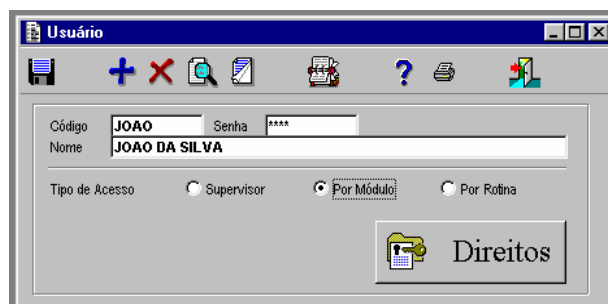 Usuário
Código JOAO Senha ****
Nome JOAO DA SILVA
Tipo de Acesso Supervisor Por Módulo Por Rotina
Direitos